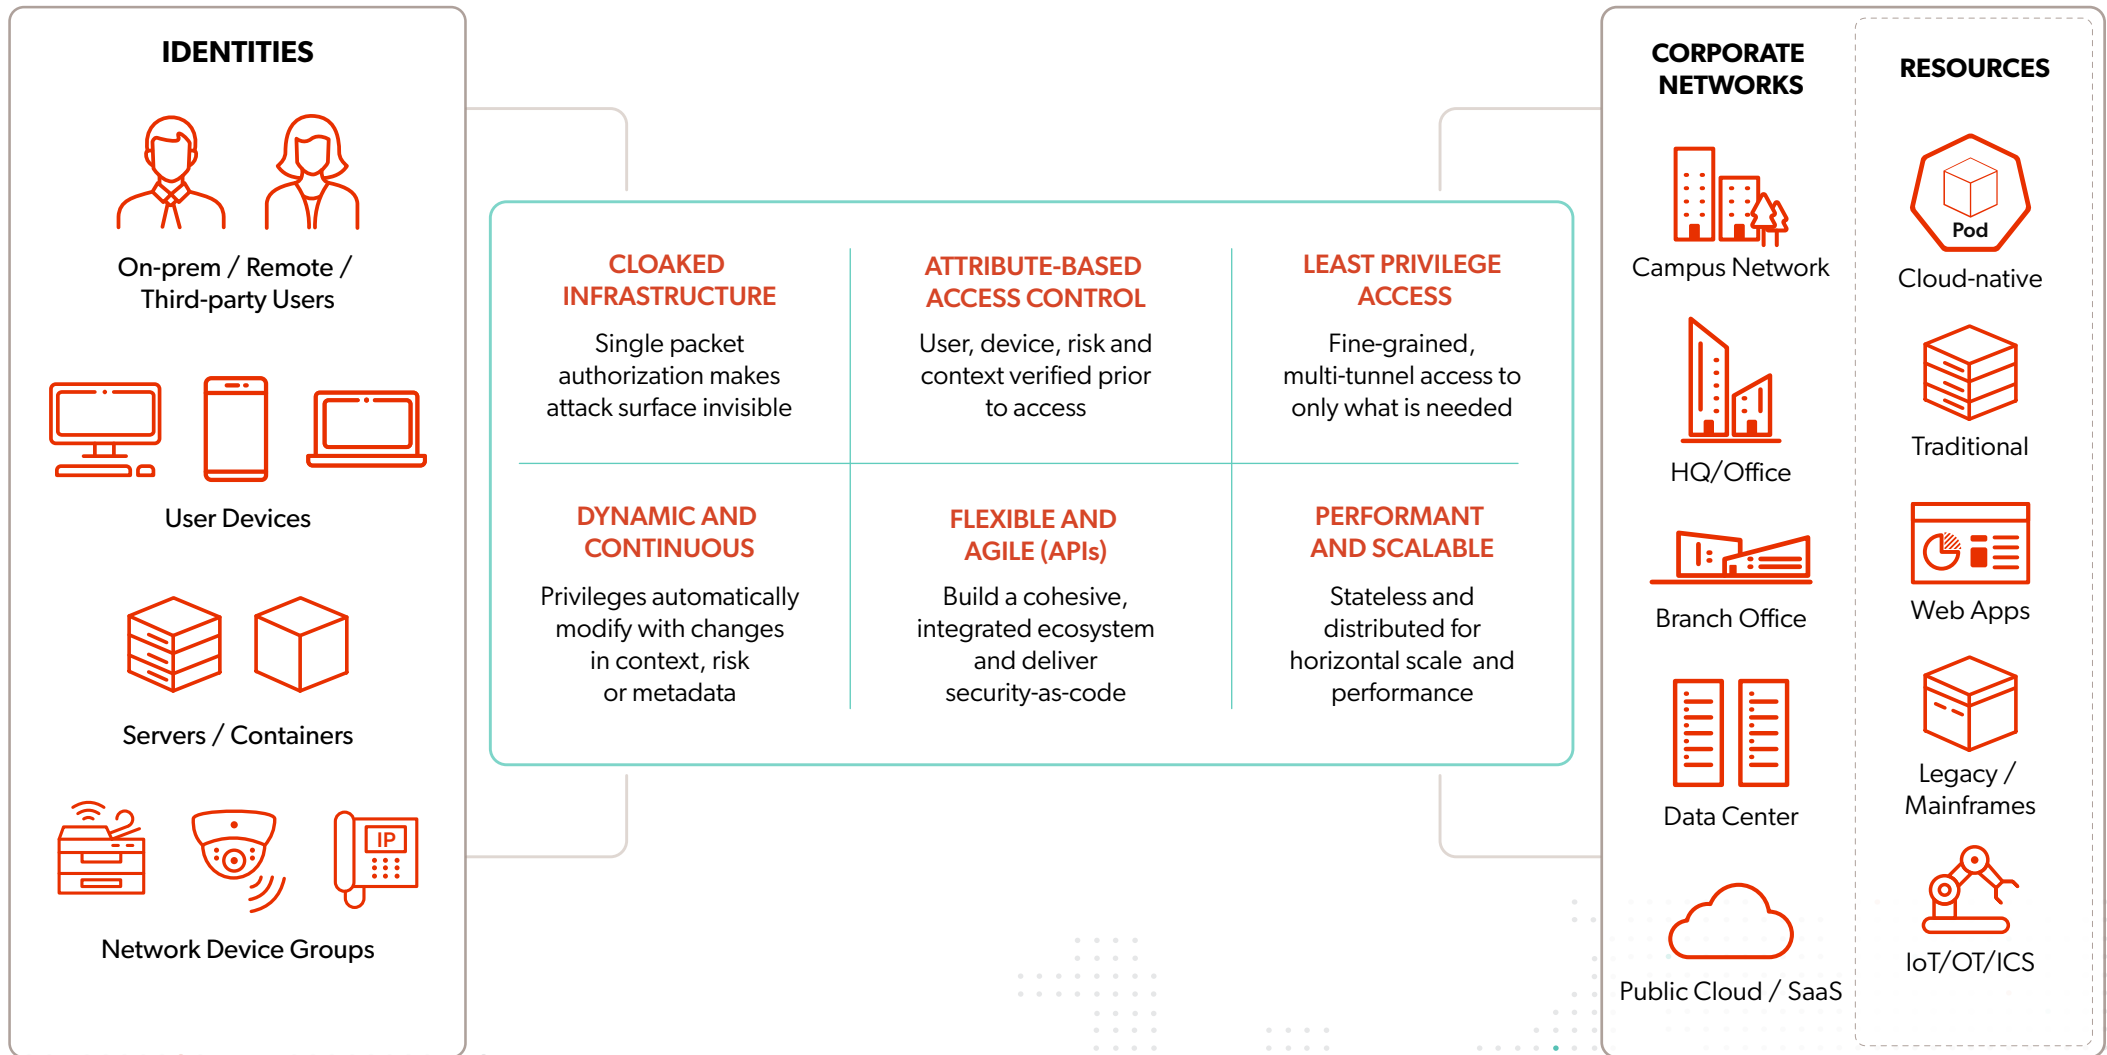 IDENTITIES
On-prem / Remote /
Third-party Users
User Devices
Servers / Containers
IP
Network Device Groups
CLOAKED
INFRASTRUCTURE
Single packet
authorization makes
attack surface invisible
ATTRIBUTE-BASED
ACCESS CONTROL
User, device, risk and
context verified prior
to access
LEAST PRIVILEGE
ACCESS
Fine-grained,
multi-tunnel access to
only what is needed
DYNAMIC AND
CONTINUOUS
Privileges automatically
modify with changes
in context, risk
or metadata
FLEXIBLE AND
AGILE (APIs)
Build a cohesive,
integrated ecosystem
and deliver
security-as-code
PERFORMANT
AND SCALABLE
Stateless and
distributed for
horizontal scale and
performance
CORPORATE
NETWORKS
Campus Network
HQ/Office
Branch Office
Data Center
Public Cloud / SaaS
RESOURCES
Pod
Cloud-native
Traditional
Web Apps
Legacy /
Mainframes
IoT/OT/ICS